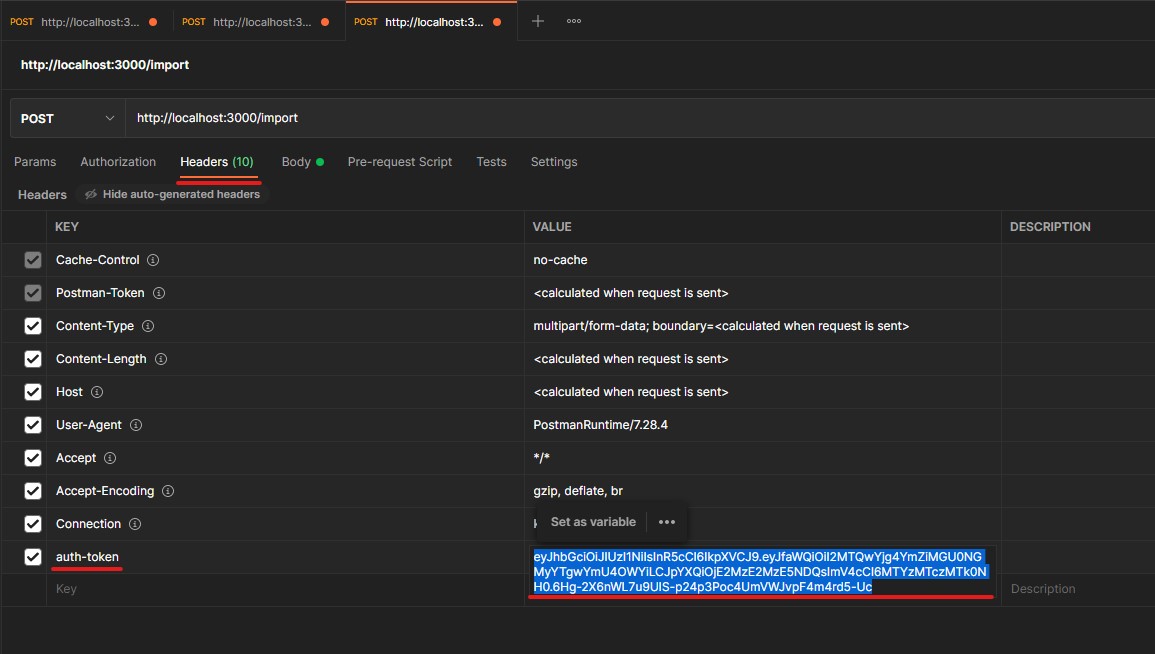 POST http://localhost:3... POST http://localhost:3... POST http://localhost:3...
http://localhost:3000/import
POST http://localhost:3000/import
Params Authorization Headers (10) Body Pre-request Script Tests Settings
Headers Hide auto-generated headers
KEY VALUE DESCRIPTION
Cache-Control no-cache
Postman-Token <calculated when request is sent>
Content-Type multipart/form-data; boundary=<calculated when request is sent>
Content-Length <calculated when request is sent>
Host <calculated when request is sent>
User-Agent PostmanRuntime/7.28.4
Accept */*
Accept-Encoding gzip, deflate, br
Connection
Set as variable
auth-token eyJhbGciOiJIUzI1NiIsInR5cCI6IkpXVCJ9.eyJfaWQiOiI2MTQwYjg4YmZiMGU0NG
MyYTgwYmU4OWYiLCJpYXQiOjE2MzE2MzE5NDQsImV4cCI6MTYzMTczMTk0N
H0.6Hg-2X6nWL7u9UIS-p24p3Poc4UmVWJvpF4m4rd5-Uc
Key Description